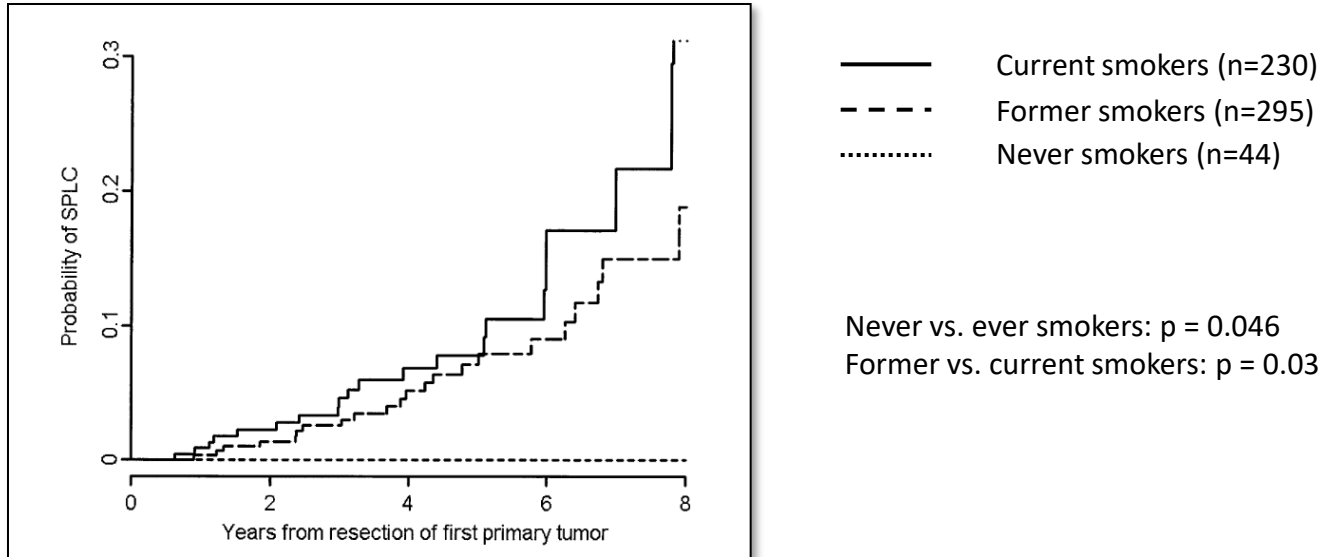 0.3
0.2
0.1
0
Probability of SPLC
0 2 4 6 8
Years from resection of first primary tumor
Current smokers (n=230)
Former smokers (n=295)
Never smokers (n=44)
Never vs. ever smokers: p = 0.046
Former vs. current smokers: p = 0.03